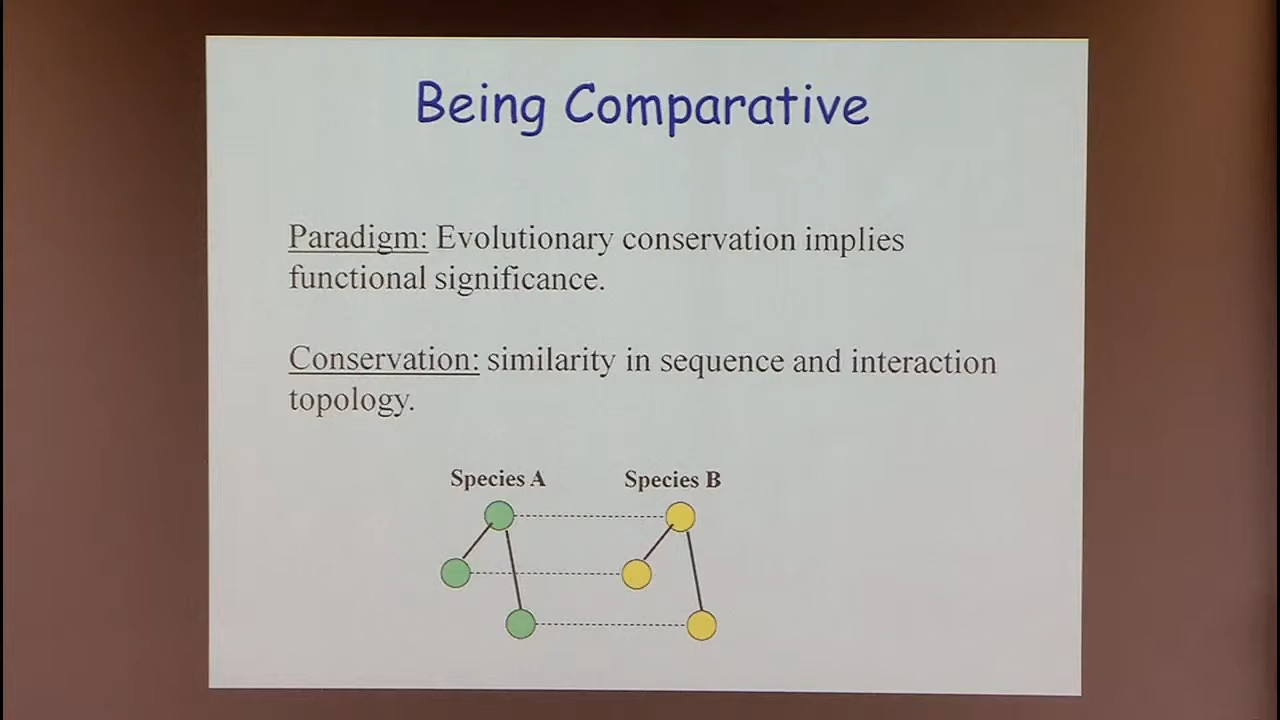 Being Comparative
Paradigm: Evolutionary conservation implies
functional significance.
Conservation: similarity in sequence and interaction
topology.
Species A
Species B